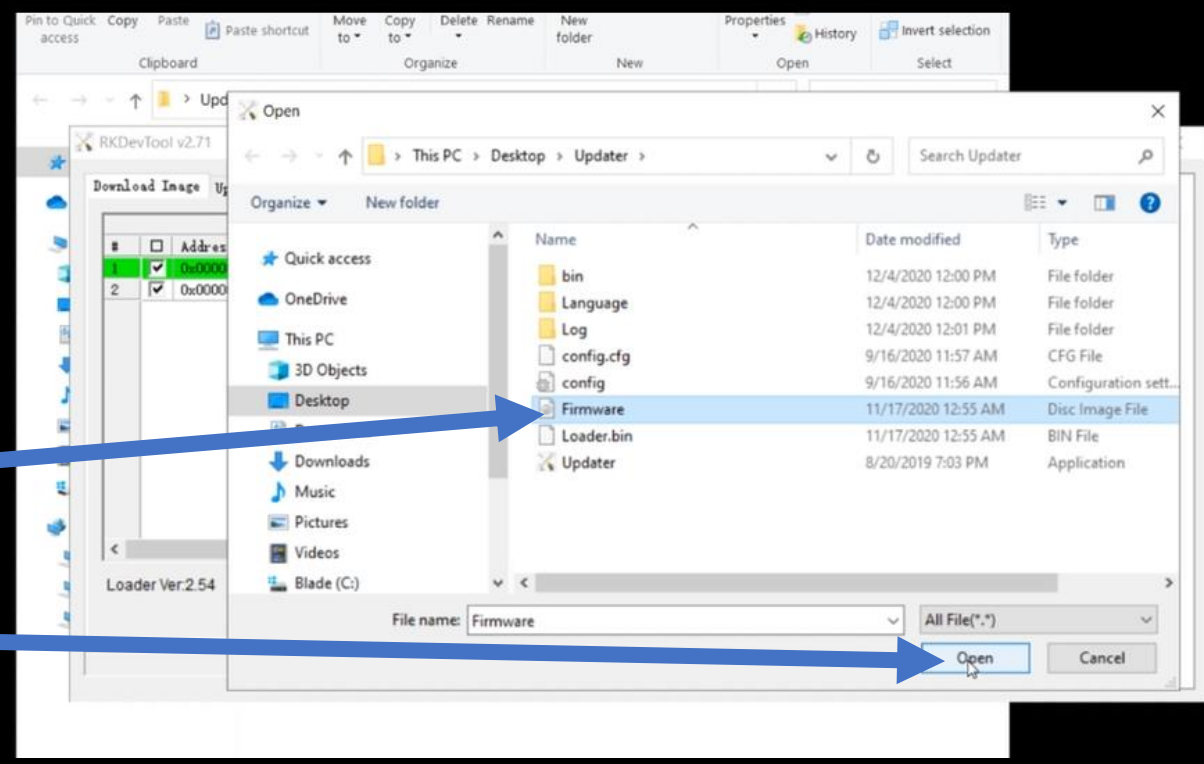 Pin to Quick access
Copy
Paste
Paste shortcut
Move to
Copy to
Delete
Rename
New folder
Properties
History
Invert selection
Clipboard
Organize
New
Open
Select
Upd
Open
RKDevTool v2.71
This PC > Desktop > Updater >
Search Updater
Download Image
Organize
New folder
# Addres
1 0x0000
2 0x0000
Loader Ver:2.54
Quick access
OneDrive
This PC
3D Objects
Desktop
Downloads
Music
Pictures
Videos
Blade (C:)
Name Date modified Type
bin 12/4/2020 12:00 PM File folder
Language 12/4/2020 12:00 PM File folder
Log 12/4/2020 12:01 PM File folder
config.cfg 9/16/2020 11:57 AM CFG File
config 9/16/2020 11:56 AM Configuration sett...
Firmware 11/17/2020 12:55 AM Disc Image File
Loader.bin 11/17/2020 12:55 AM BIN File
Updater 8/20/2019 7:03 PM Application
File name: Firmware
All File(*.*)
Open
Cancel